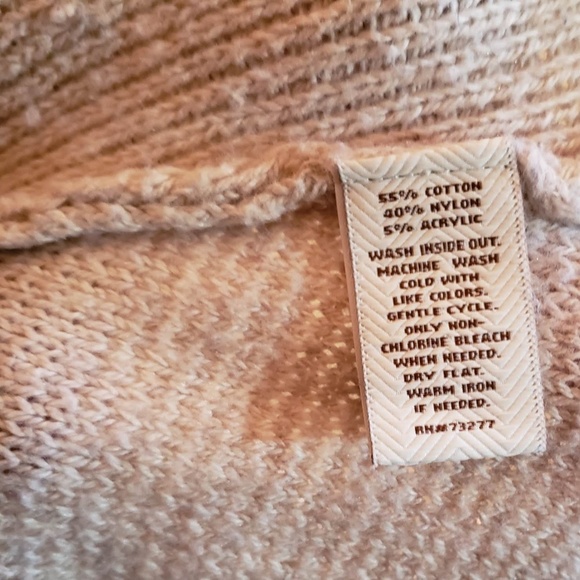 55% COTTON
40% NYLON
5% ACRYLIC
WASH INSIDE OUT.
MACHINE WASH
COLD WITH
LIKE COLORS.
GENTLE CYCLE.
ONLY NON-
CHLORINE BLEACH
WHEN NEEDED.
DRY FLAT.
WARM IRON
IF NEEDED.
RN#73277